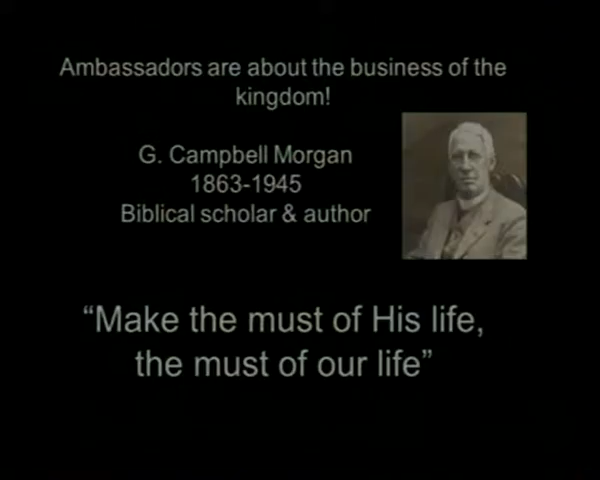 Ambassadors are about the business of the
kingdom!
G. Campbell Morgan
1863-1945
Biblical scholar & author
“Make the must of His life,
the must of our life”